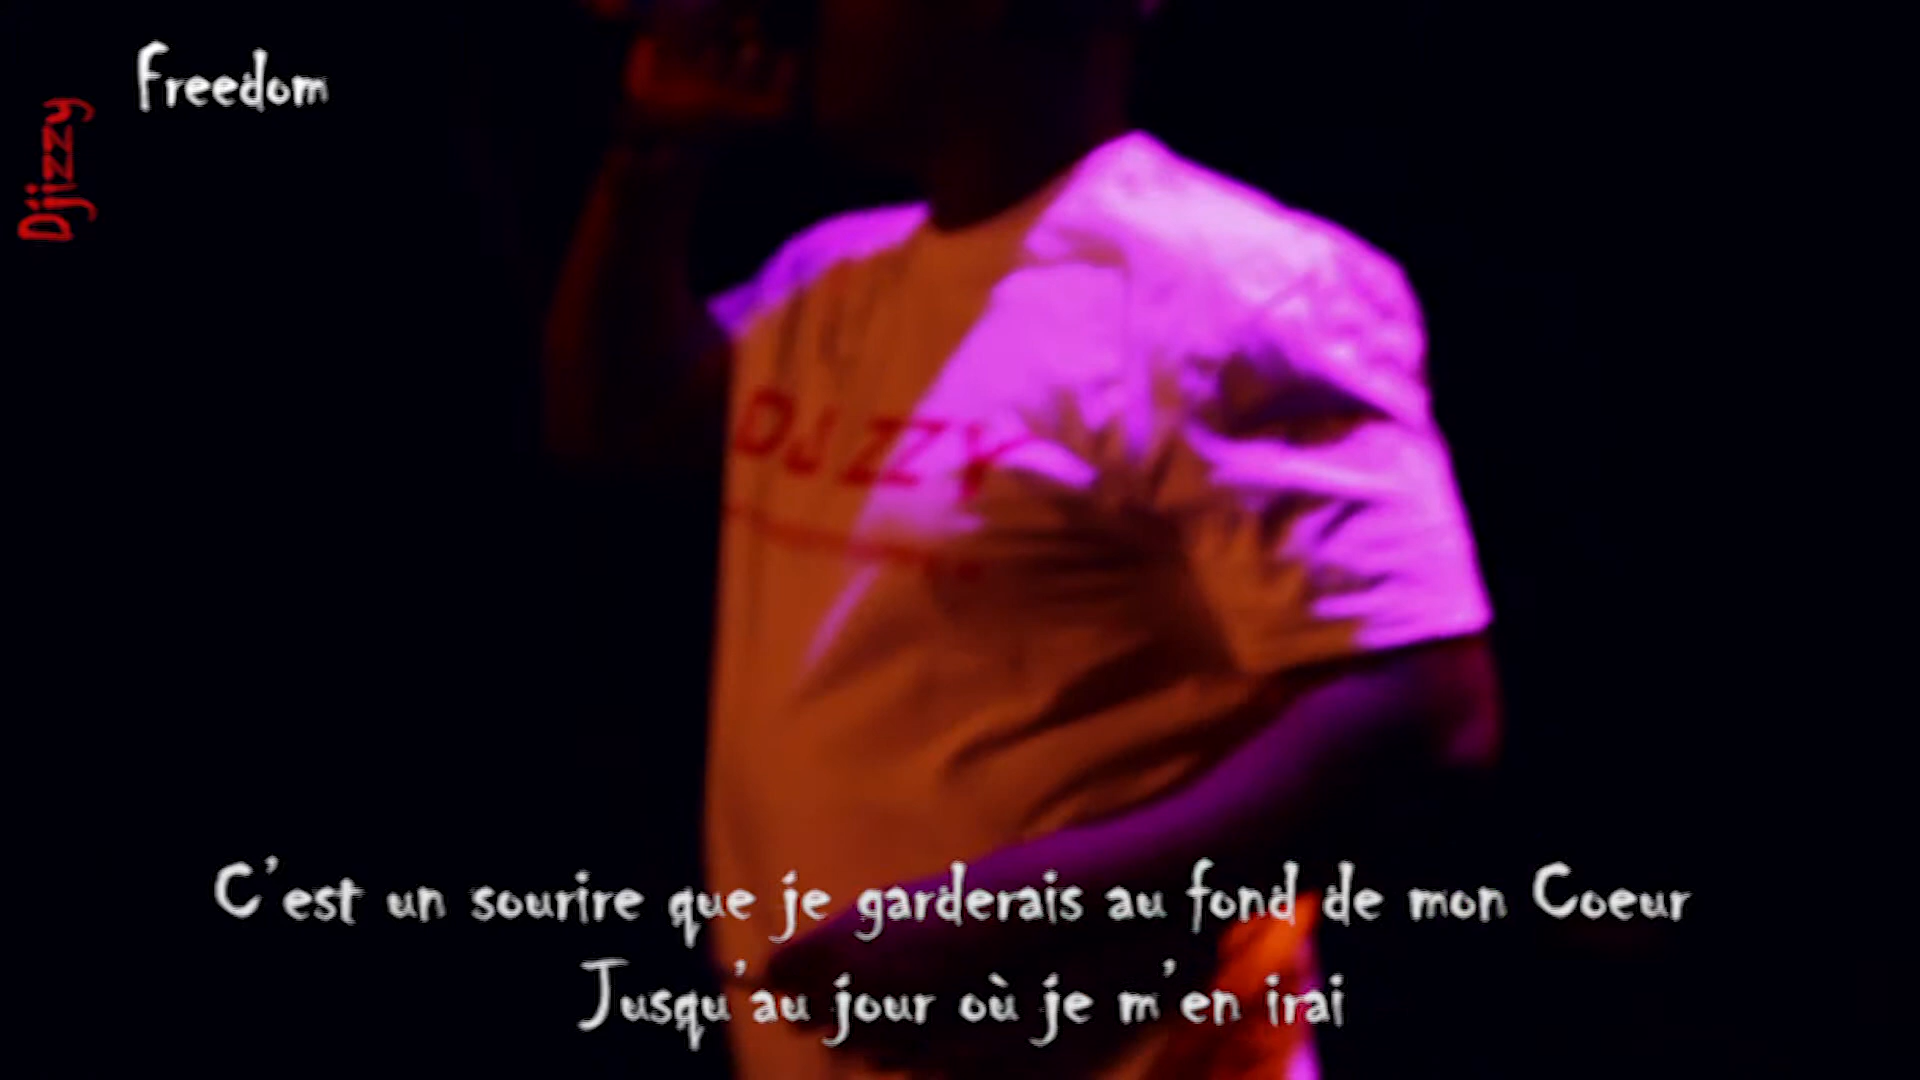 Freedom
Djizzy
DJIZZY
C'est un sourire que je garderais au fond de mon Coeur
Jusqu'au jour où je m'en irai